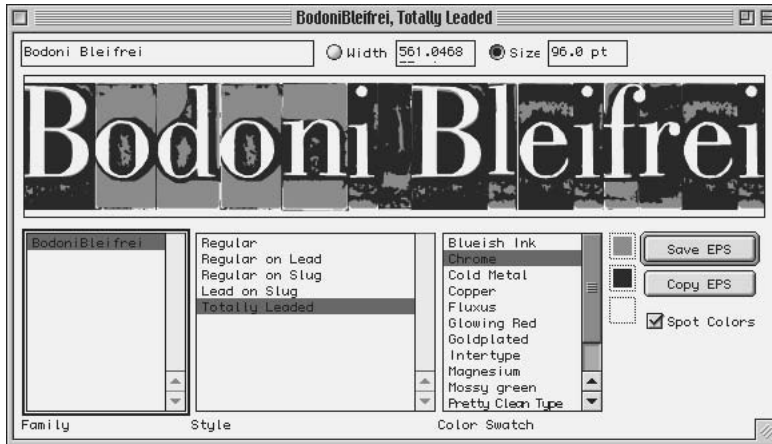 BodoniBleifrei, Totally Leaded
Bodoni Bleifrei
Width
561.0468
Size
96.0 pt
Bodoni Bleifrei
BodoniBleifrei
Regular
Regular on Lead
Regular on Slug
Lead on Slug
Totally Leaded
Blueish Ink
Chrome
Cold Metal
Copper
Fluxus
Glowing Red
Goldplated
Intertype
Magnesium
Mossy green
Pretty Clean Type
Save EPS
Copy EPS
Spot Colors
Family
Style
Color Swatch